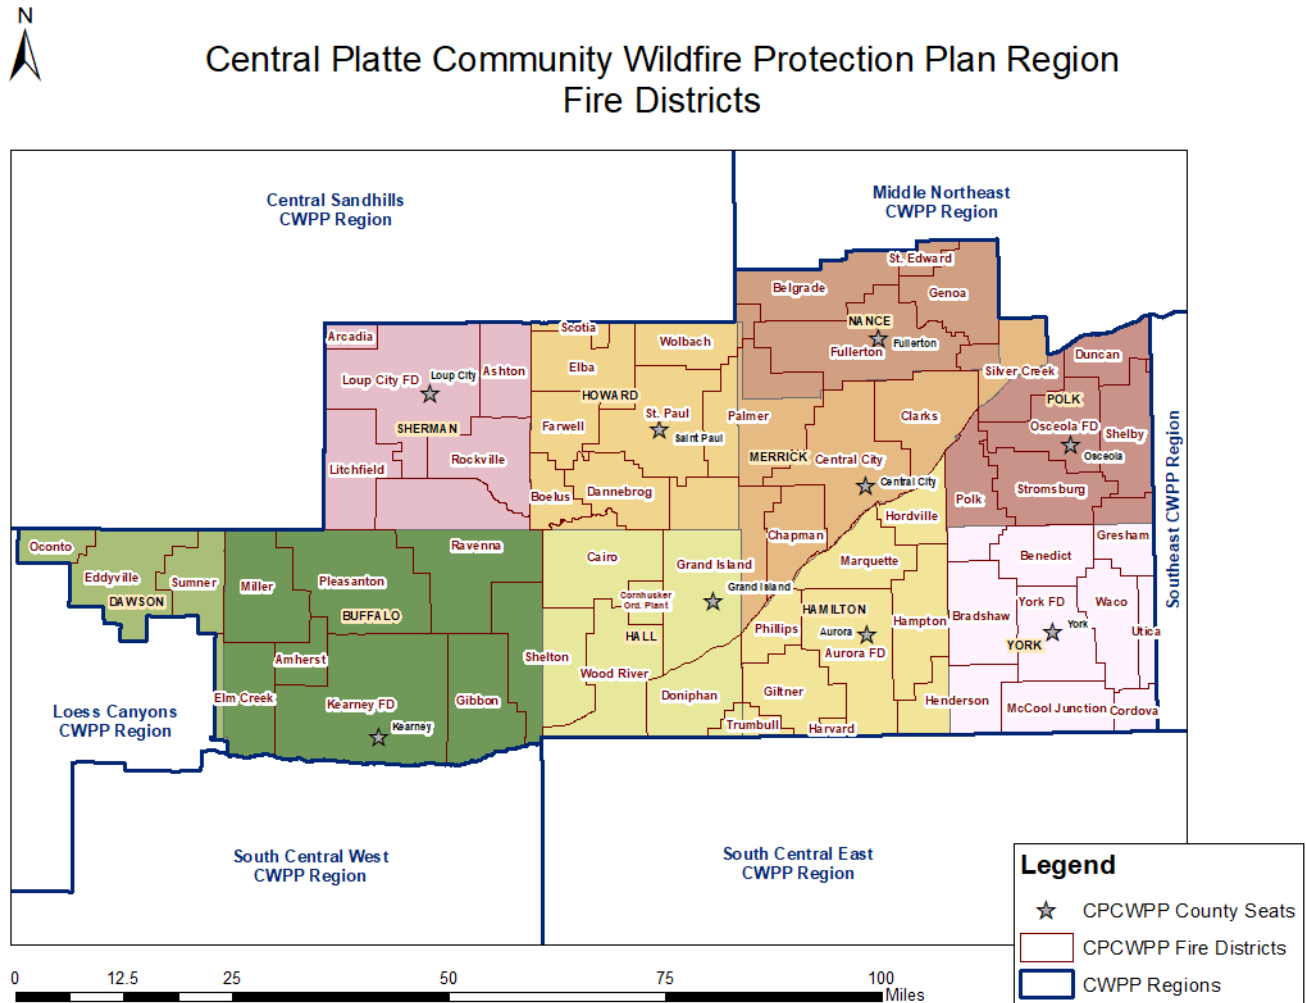 N
Central Platte Community Wildfire Protection Plan Region
Fire Districts
Central Sandhills
CWPP Region
Middle Northeast
CWPP Region
St. Edward
Belgrade
Genoa
NANCE
Fullerton
Fullerton
Arcadia
Loup City FD
Loup City
Ashton
SHERMAN
Litchfield
Rockville
Scotia
Wolbach
Elba
HOWARD
Farwell
St. Paul
Saint Paul
Boelus
Dannebrog
Palmer
MERRICK
Clarks
Central City
Central City
Chapman
Silver Creek
Duncan
POLK
Osceola FD
Osceola
Shelby
Stromsburg
Polk
Southeast CWPP Region
Oconto
Eddyville
Sumner
DAWSON
Miller
Pleasanton
Ravenna
BUFFALO
Amherst
Elm Creek
Kearney FD
Kearney
Gibbon
Shelton
Cairo
Grand Island
Grand Island
Cornhusker
Ord. Plant
HALL
Wood River
Doniphan
Hordville
Marquette
HAMILTON
Phillips
Aurora
Aurora FD
Hampton
Giltner
Trumbull
Harvard
Henderson
Gresham
Benedict
Bradshaw
York FD
York
Waco
Utica
YORK
McCool Junction
Cordova
Loess Canyons
CWPP Region
South Central West
CWPP Region
South Central East
CWPP Region
Legend
CPCWPP County Seats
CPCWPP Fire Districts
CWPP Regions
0 12.5 25 50 75 100
Miles